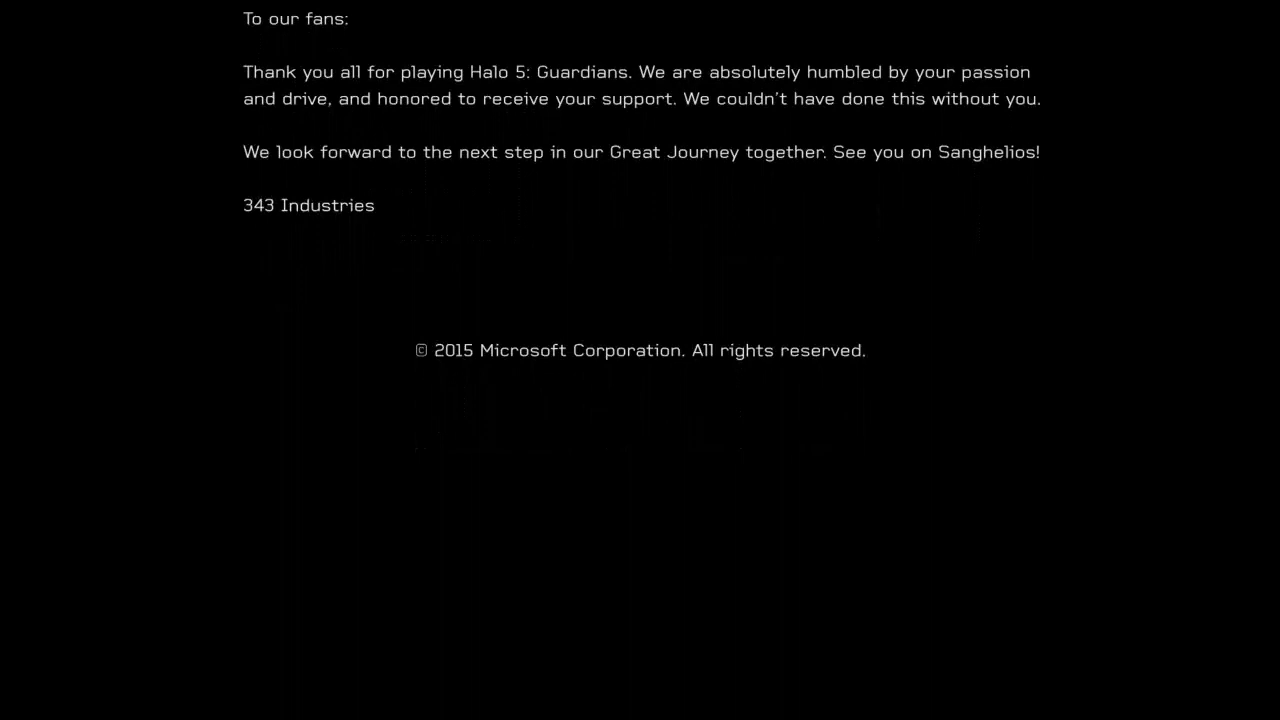 To our fans:
Thank you all for playing Halo 5: Guardians. We are absolutely humbled by your passion
and drive, and honored to receive your support. We couldn't have done this without you.
We look forward to the next step in our Great Journey together. See you on Sanghelios!
343 Industries
© 2015 Microsoft Corporation. All rights reserved.